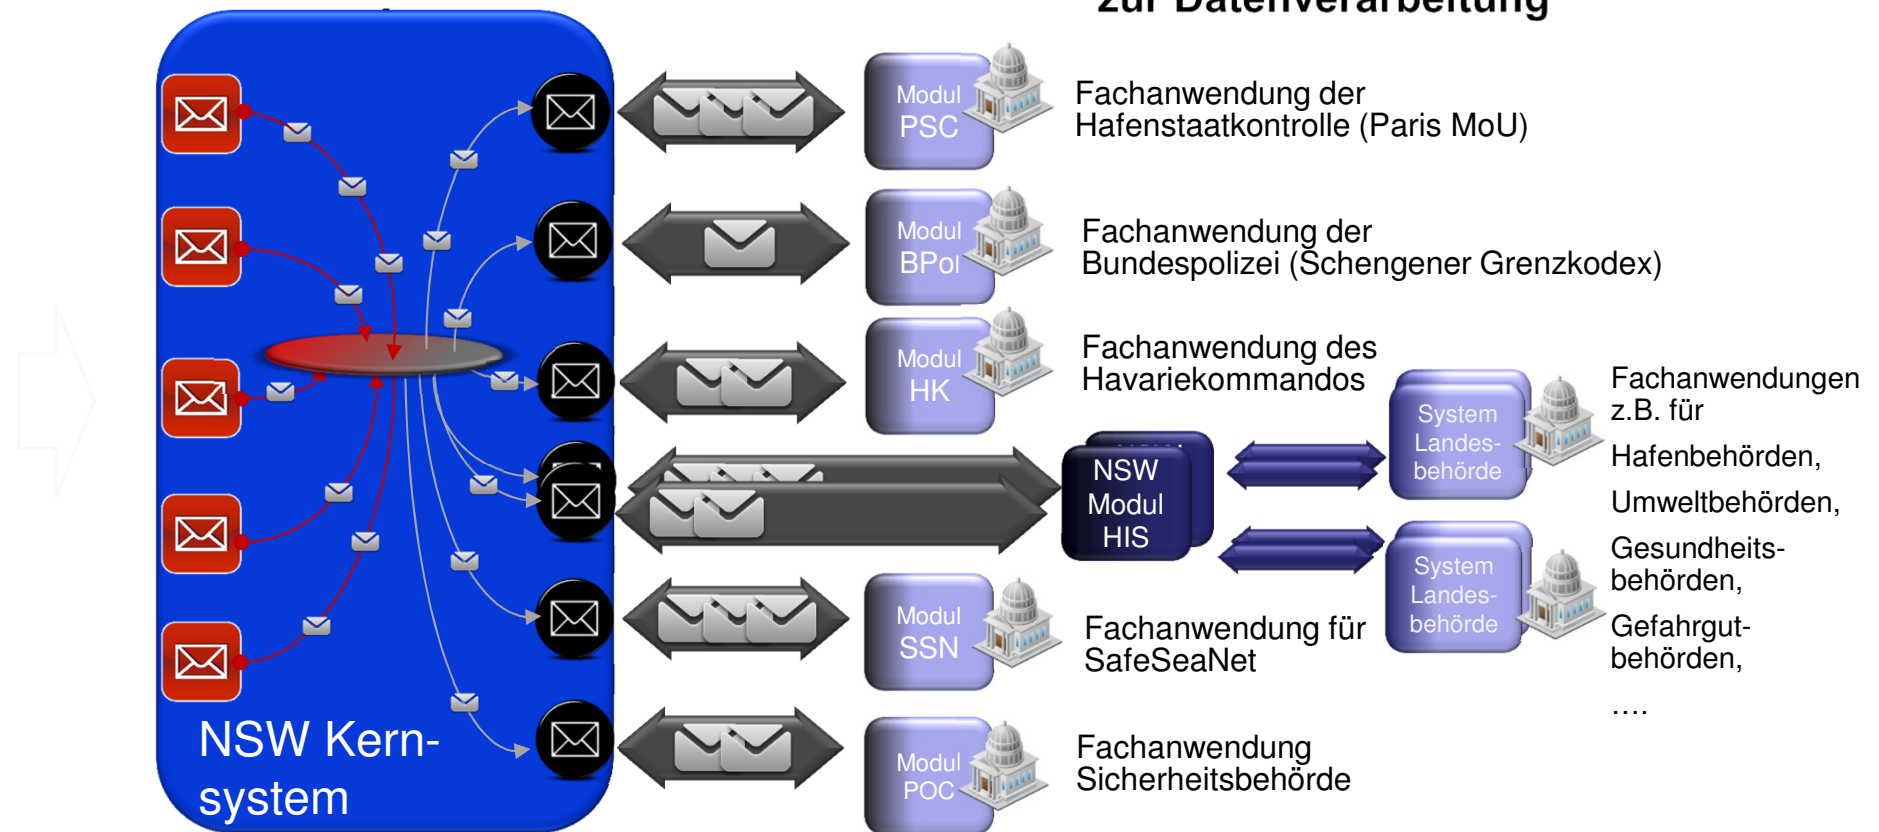 zur Datenverarbeitung
Modul
PSC
Fachanwendung der
Hafenstaatkontrolle (Paris MoU)
Modul
BPol
Fachanwendung der
Bundespolizei (Schengener Grenzkodex)
Modul
HK
Fachanwendung des
Havariekommandos
NSW
Modul
HIS
System
Landes-
behörde
System
Landes-
behörde
Fachanwendungen
z.B. für
Hafenbehörden,
Umweltbehörden,
Gesundheits-
behörden,
Gefahrgut-
behörden,
....
Modul
SSN
Fachanwendung für
SafeSeaNet
Modul
POC
Fachanwendung
Sicherheitsbehörde
NSW Kern-
system